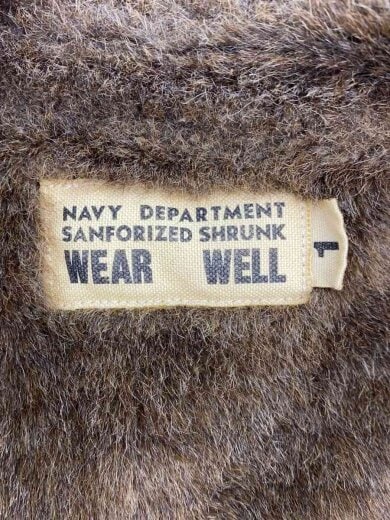 NAVY DEPARTMENT
SANFORIZED SHRUNK
WEAR WELL
L